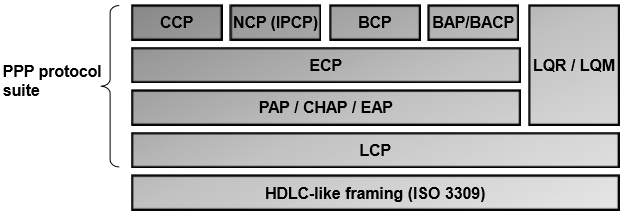 CCP
NCP (IPCP)
BCP
BAP/BACP
PPP protocol
suite
ECP
LQR / LQM
PAP / CHAP / EAP
LCP
HDLC-like framing (ISO 3309)